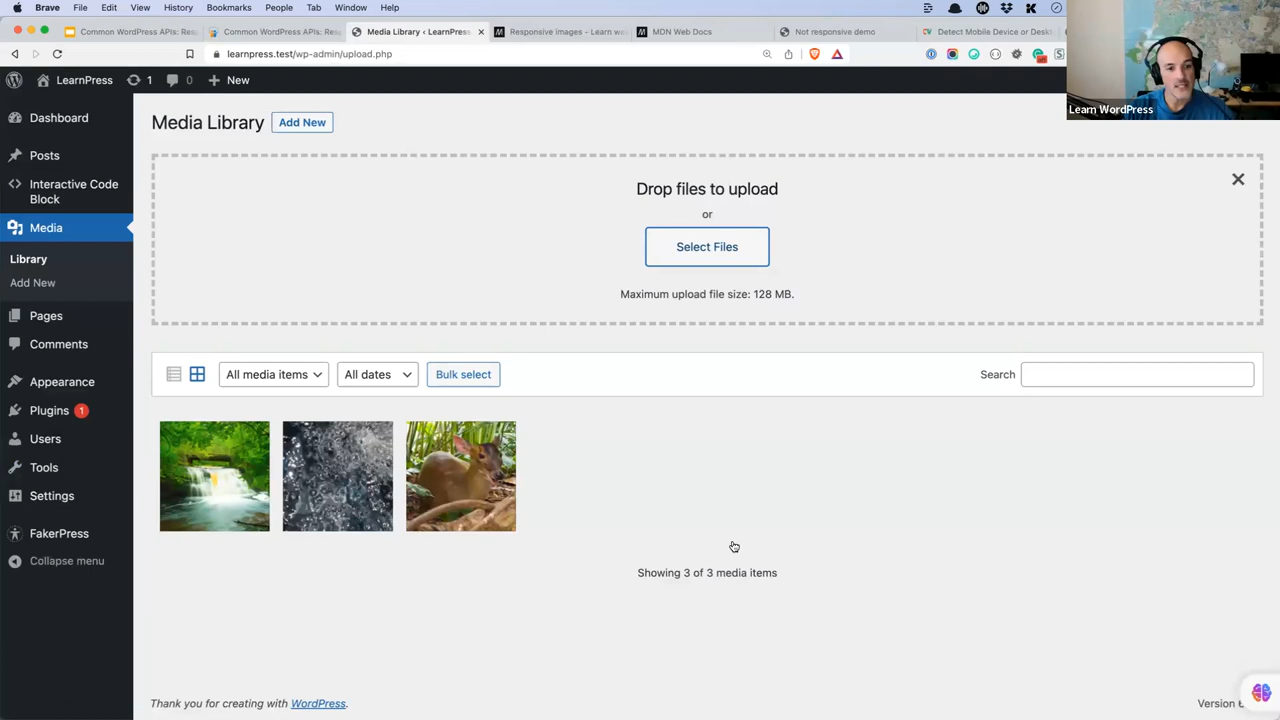 Brave File Edit View History Bookmarks People Tab Window Help
Common WordPress APIs: Res
Common WordPress APIs: Resp
Media Library ‹ LearnPress
Responsive images - Learn we
MDN Web Docs
Not responsive demo
Detect Mobile Device or Deskt
learnpress.test/wp-admin/upload.php
LearnPress 1 0 New
Learn WordPress
Dashboard
Posts
Interactive Code
Block
Media
Library
Add New
Pages
Comments
Appearance
Plugins 1
Users
Tools
Settings
FakerPress
Collapse menu
Media Library Add New
Drop files to upload
or
Select Files
Maximum upload file size: 128 MB.
All media items All dates Bulk select Search
Showing 3 of 3 media items
Thank you for creating with WordPress. Version